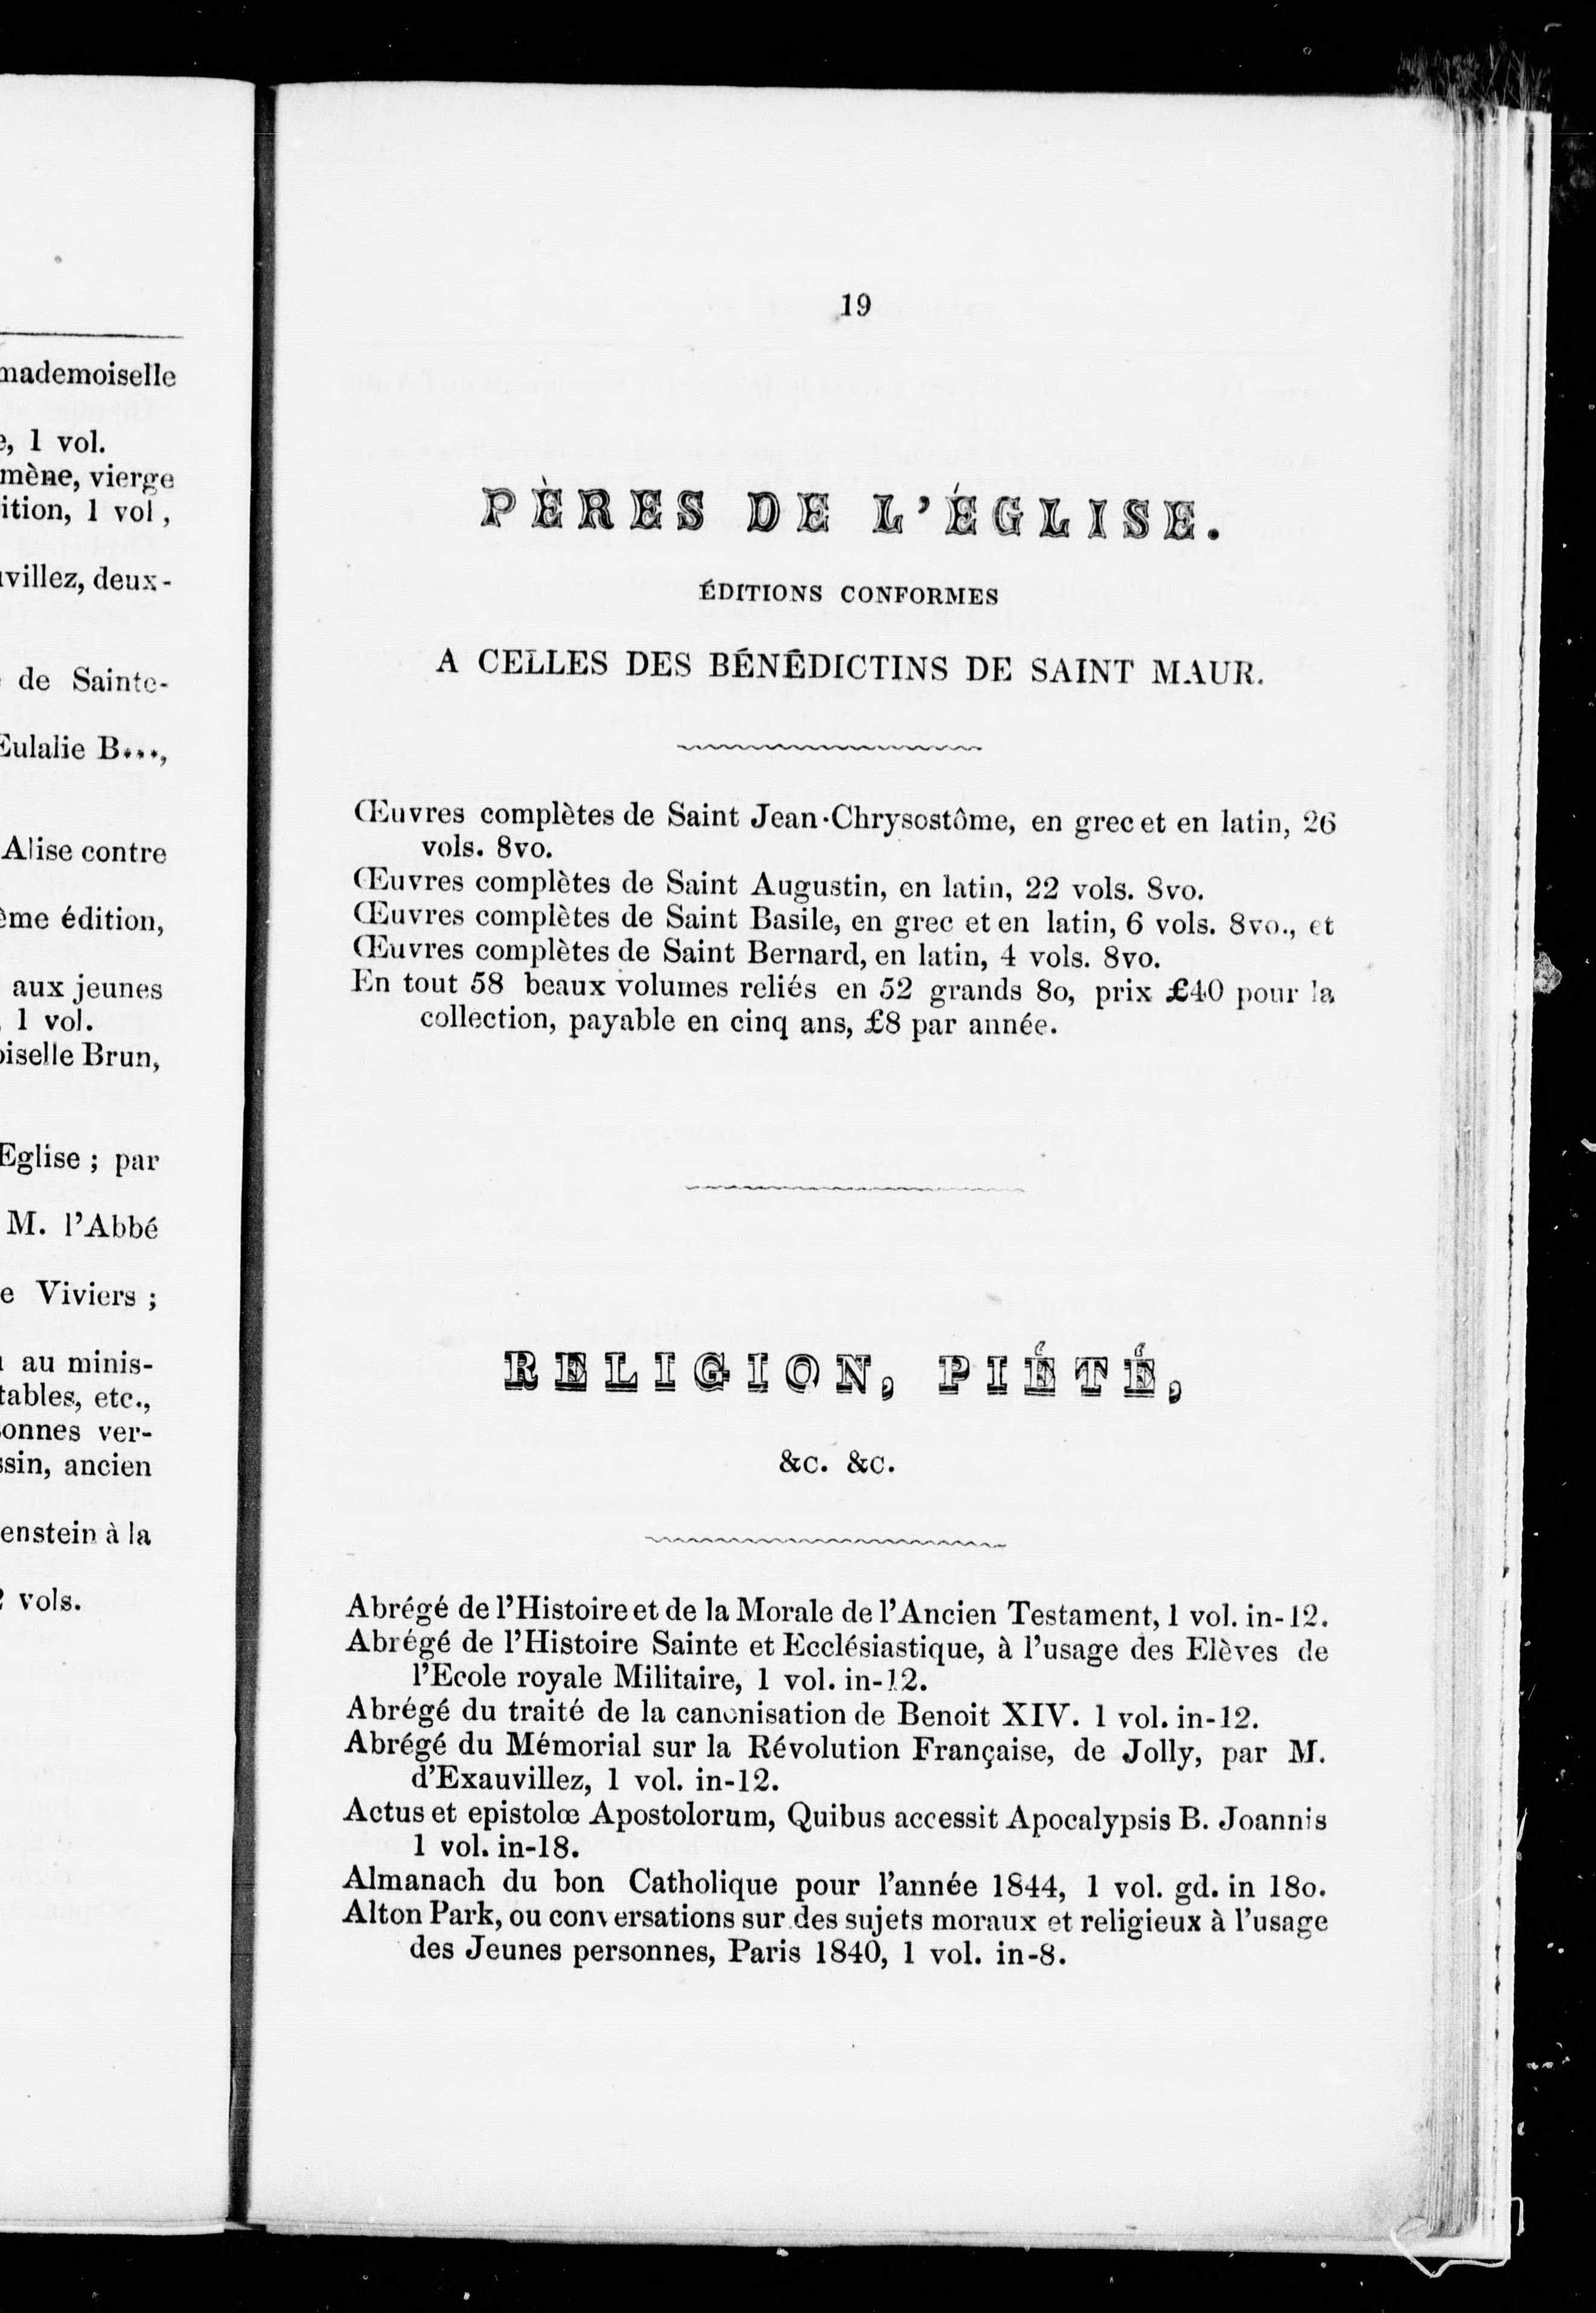 mademoiselle
, 1 vol.
mène, vierge
ition, 1 vol,
villez, deux-
de Sainte-
Eulalie B...,
Alise contre
ème édition,
aux jeunes
1 vol.
oiselle Brun,
Eglise ; par
M. l'Abbé
e Viviers ;
au minis-
tables, etc.,
sonnes ver-
ssin, ancien
enstein à la
vols.
19
PÈRES DE L'ÉGLISE.
ÉDITIONS CONFORMES
A CELLES DES BÉNÉDICTINS DE SAINT MAUR.
Œuvres complètes de Saint Jean-Chrysostôme, en grec et en latin, 26
vols. 8vo.
Œuvres complètes de Saint Augustin, en latin, 22 vols. 8vo.
Œuvres complètes de Saint Basile, en grec et en latin, 6 vols. 8vo., et
Œuvres complètes de Saint Bernard, en latin, 4 vols. 8vo.
En tout 58 beaux volumes reliés en 52 grands 8o, prix £40 pour la
collection, payable en cinq ans, £8 par année.
RELIGION, PIÉTÉ,
&c. &c.
Abrégé de l'Histoire et de la Morale de l'Ancien Testament, 1 vol. in-12.
Abrégé de l'Histoire Sainte et Ecclésiastique, à l'usage des Elèves de
l'Ecole royale Militaire, 1 vol. in-12.
Abrégé du traité de la canonisation de Benoit XIV. 1 vol. in-12.
Abrégé du Mémorial sur la Révolution Française, de Jolly, par M.
d'Exauvillez, 1 vol. in-12.
Actus et epistolœ Apostolorum, Quibus accessit Apocalypsis B. Joannis
1 vol. in-18.
Almanach du bon Catholique pour l'année 1844, 1 vol. gd. in 18o.
Alton Park, ou conversations sur des sujets moraux et religieux à l'usage
des Jeunes personnes, Paris 1840, 1 vol. in-8.